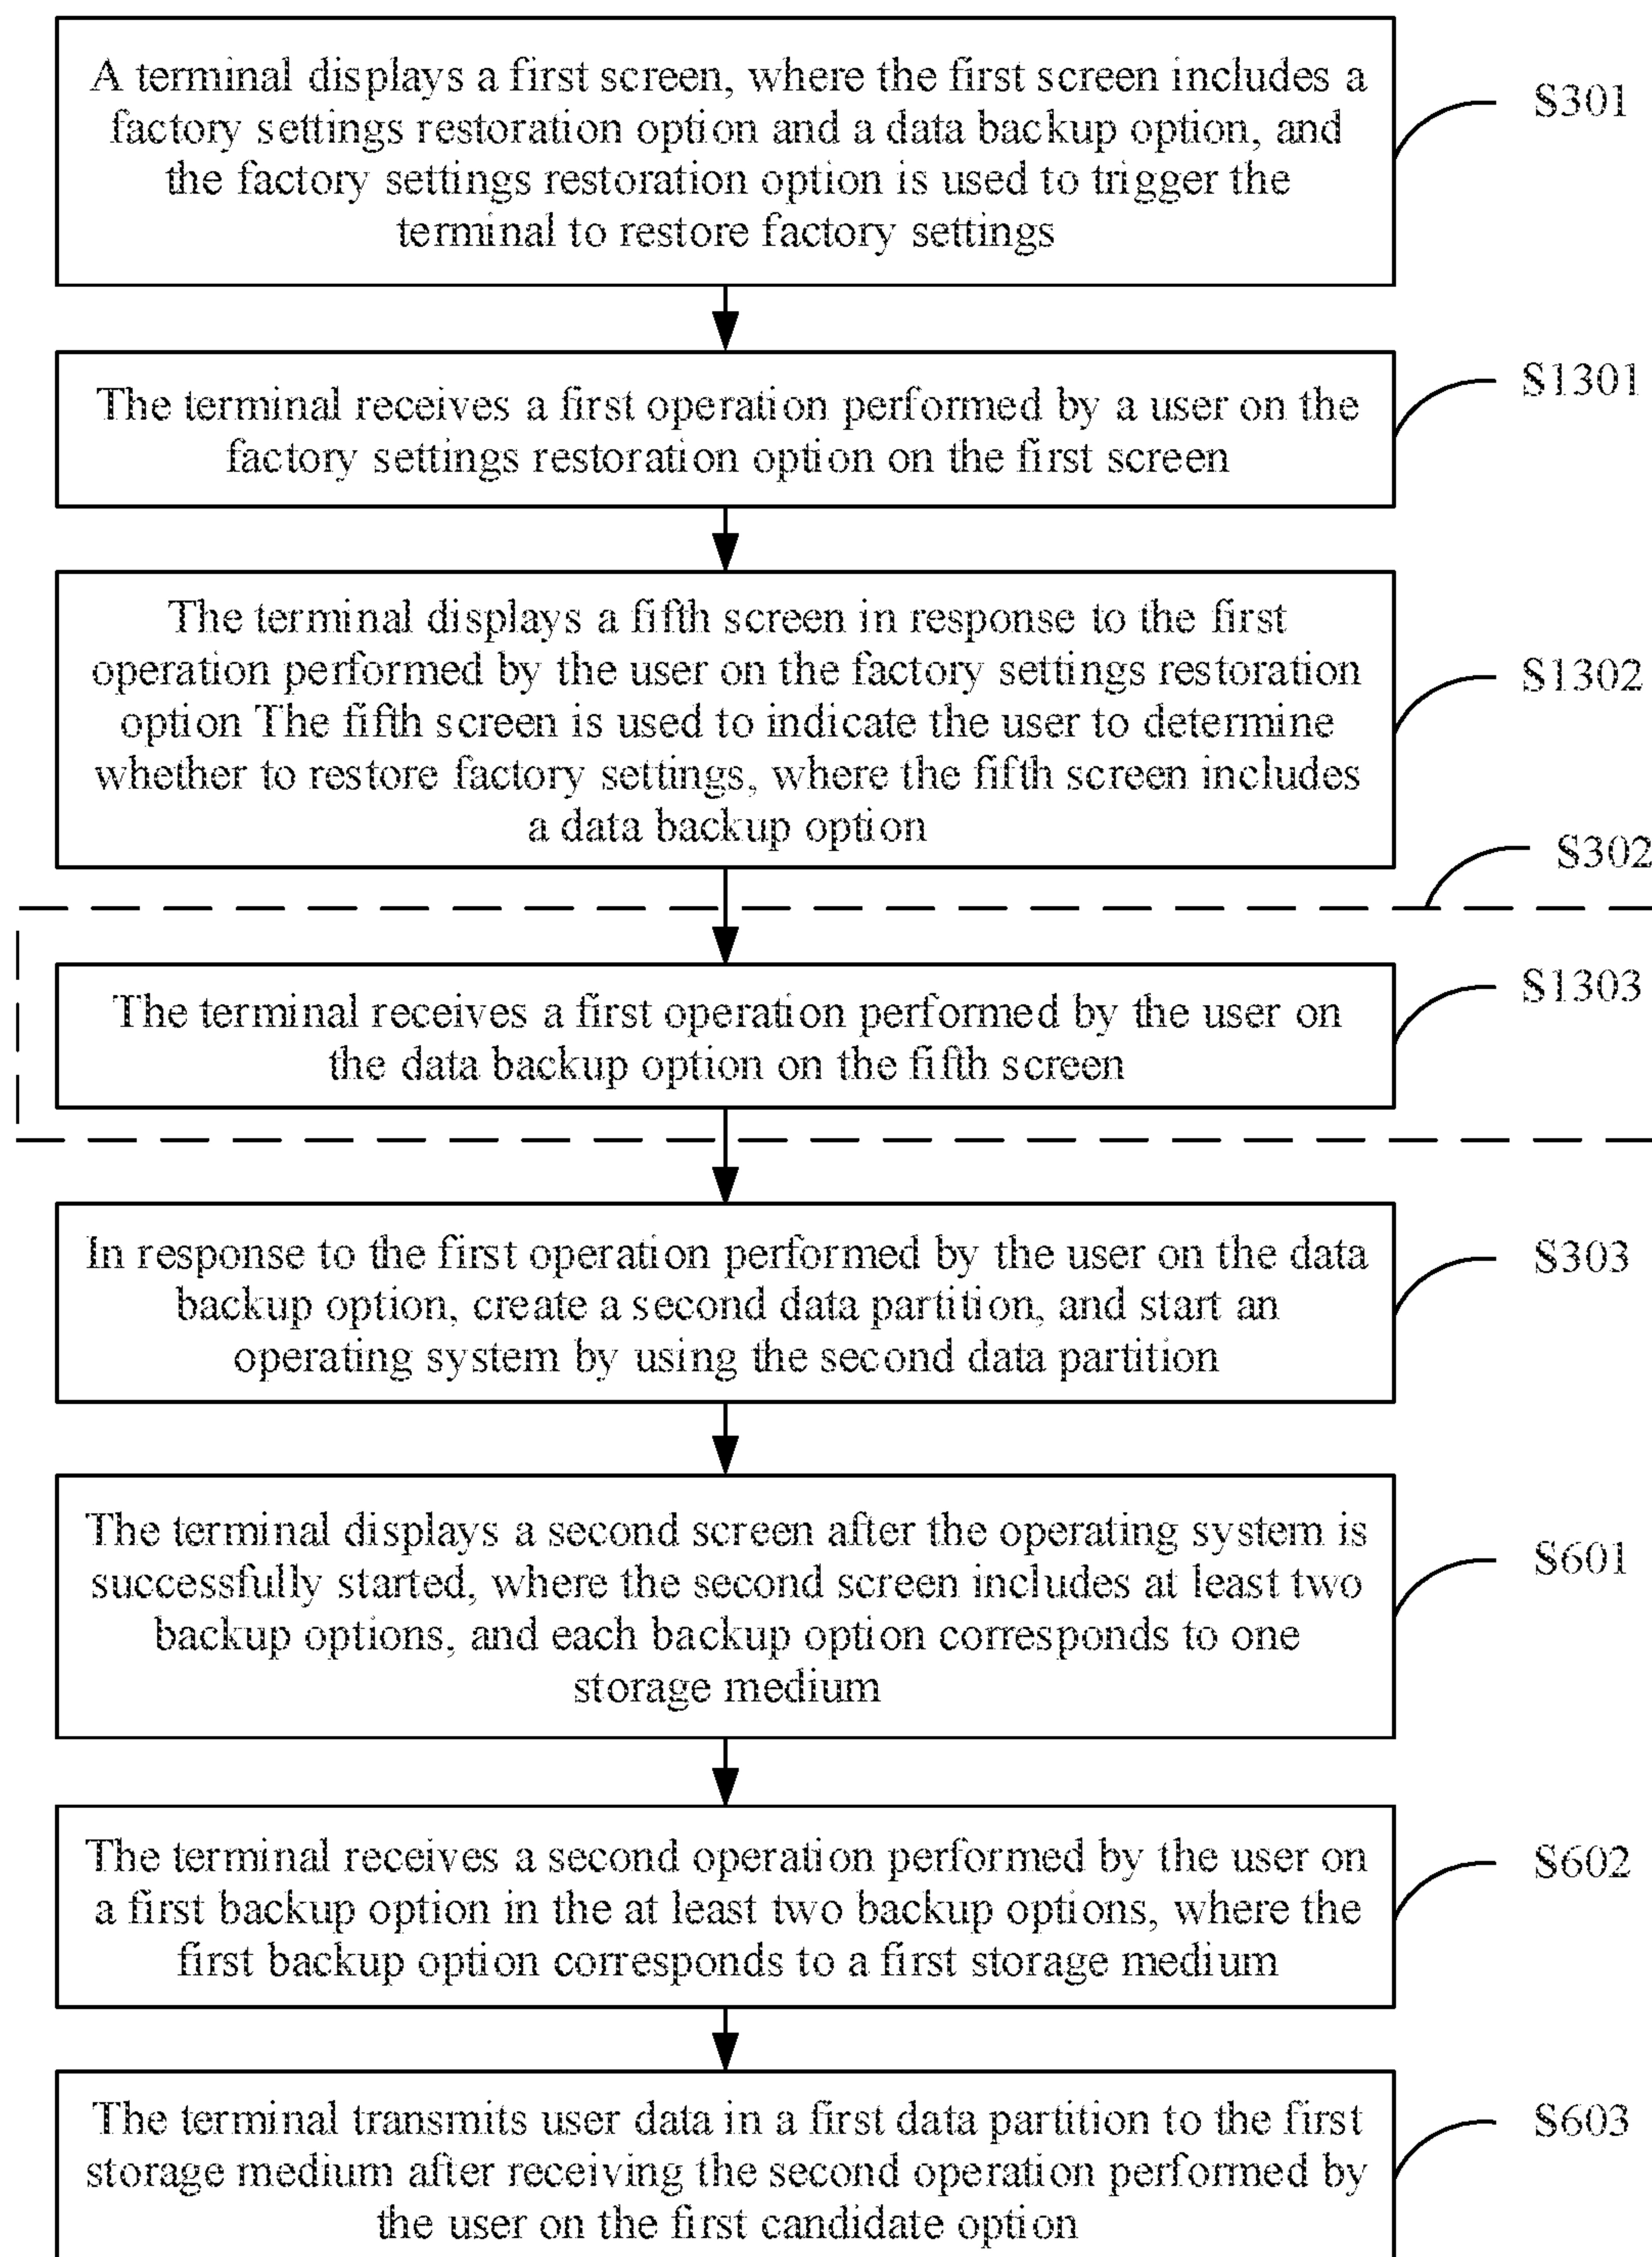 A terminal displays a first screen, where the first screen includes a
factory settings restoration option and a data backup option, and
the factory settings restoration option is used to trigger the
terminal to restore factory settings
S301
The terminal receives a first operation performed by a user on the
factory settings restoration option on the first screen
S1301
The terminal displays a fifth screen in response to the first
operation performed by the user on the factory settings restoration
option The fifth screen is used to indicate the user to determine
whether to restore factory settings, where the fifth screen includes
a data backup option
S1302
S302
The terminal receives a first operation performed by the user on
the data backup option on the fifth screen
S1303
In response to the first operation performed by the user on the data
backup option, create a second data partition, and start an
operating system by using the second data partition
S303
The terminal displays a second screen after the operating system is
successfully started, where the second screen includes at least two
backup options, and each backup option corresponds to one
storage medium
S601
The terminal receives a second operation performed by the user on
a first backup option in the at least two backup options, where the
first backup option corresponds to a first storage medium
S602
The terminal transmits user data in a first data partition to the first
storage medium after receiving the second operation performed by
the user on the first candidate option
S603